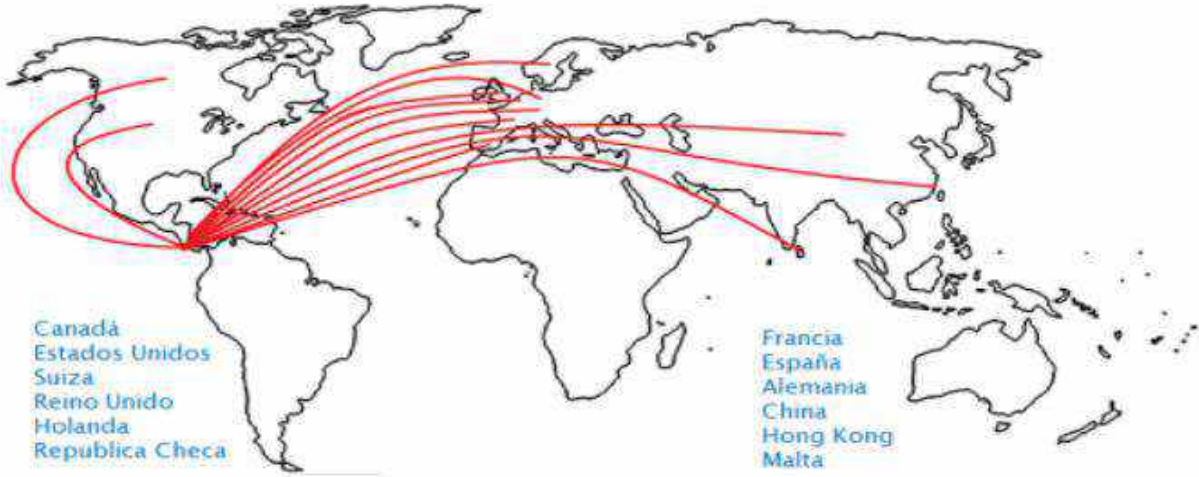 Canadá
Estados Unidos
Suiza
Reino Unido
Holanda
Republica Checa
Francia
España
Alemania
China
Hong Kong
Malta